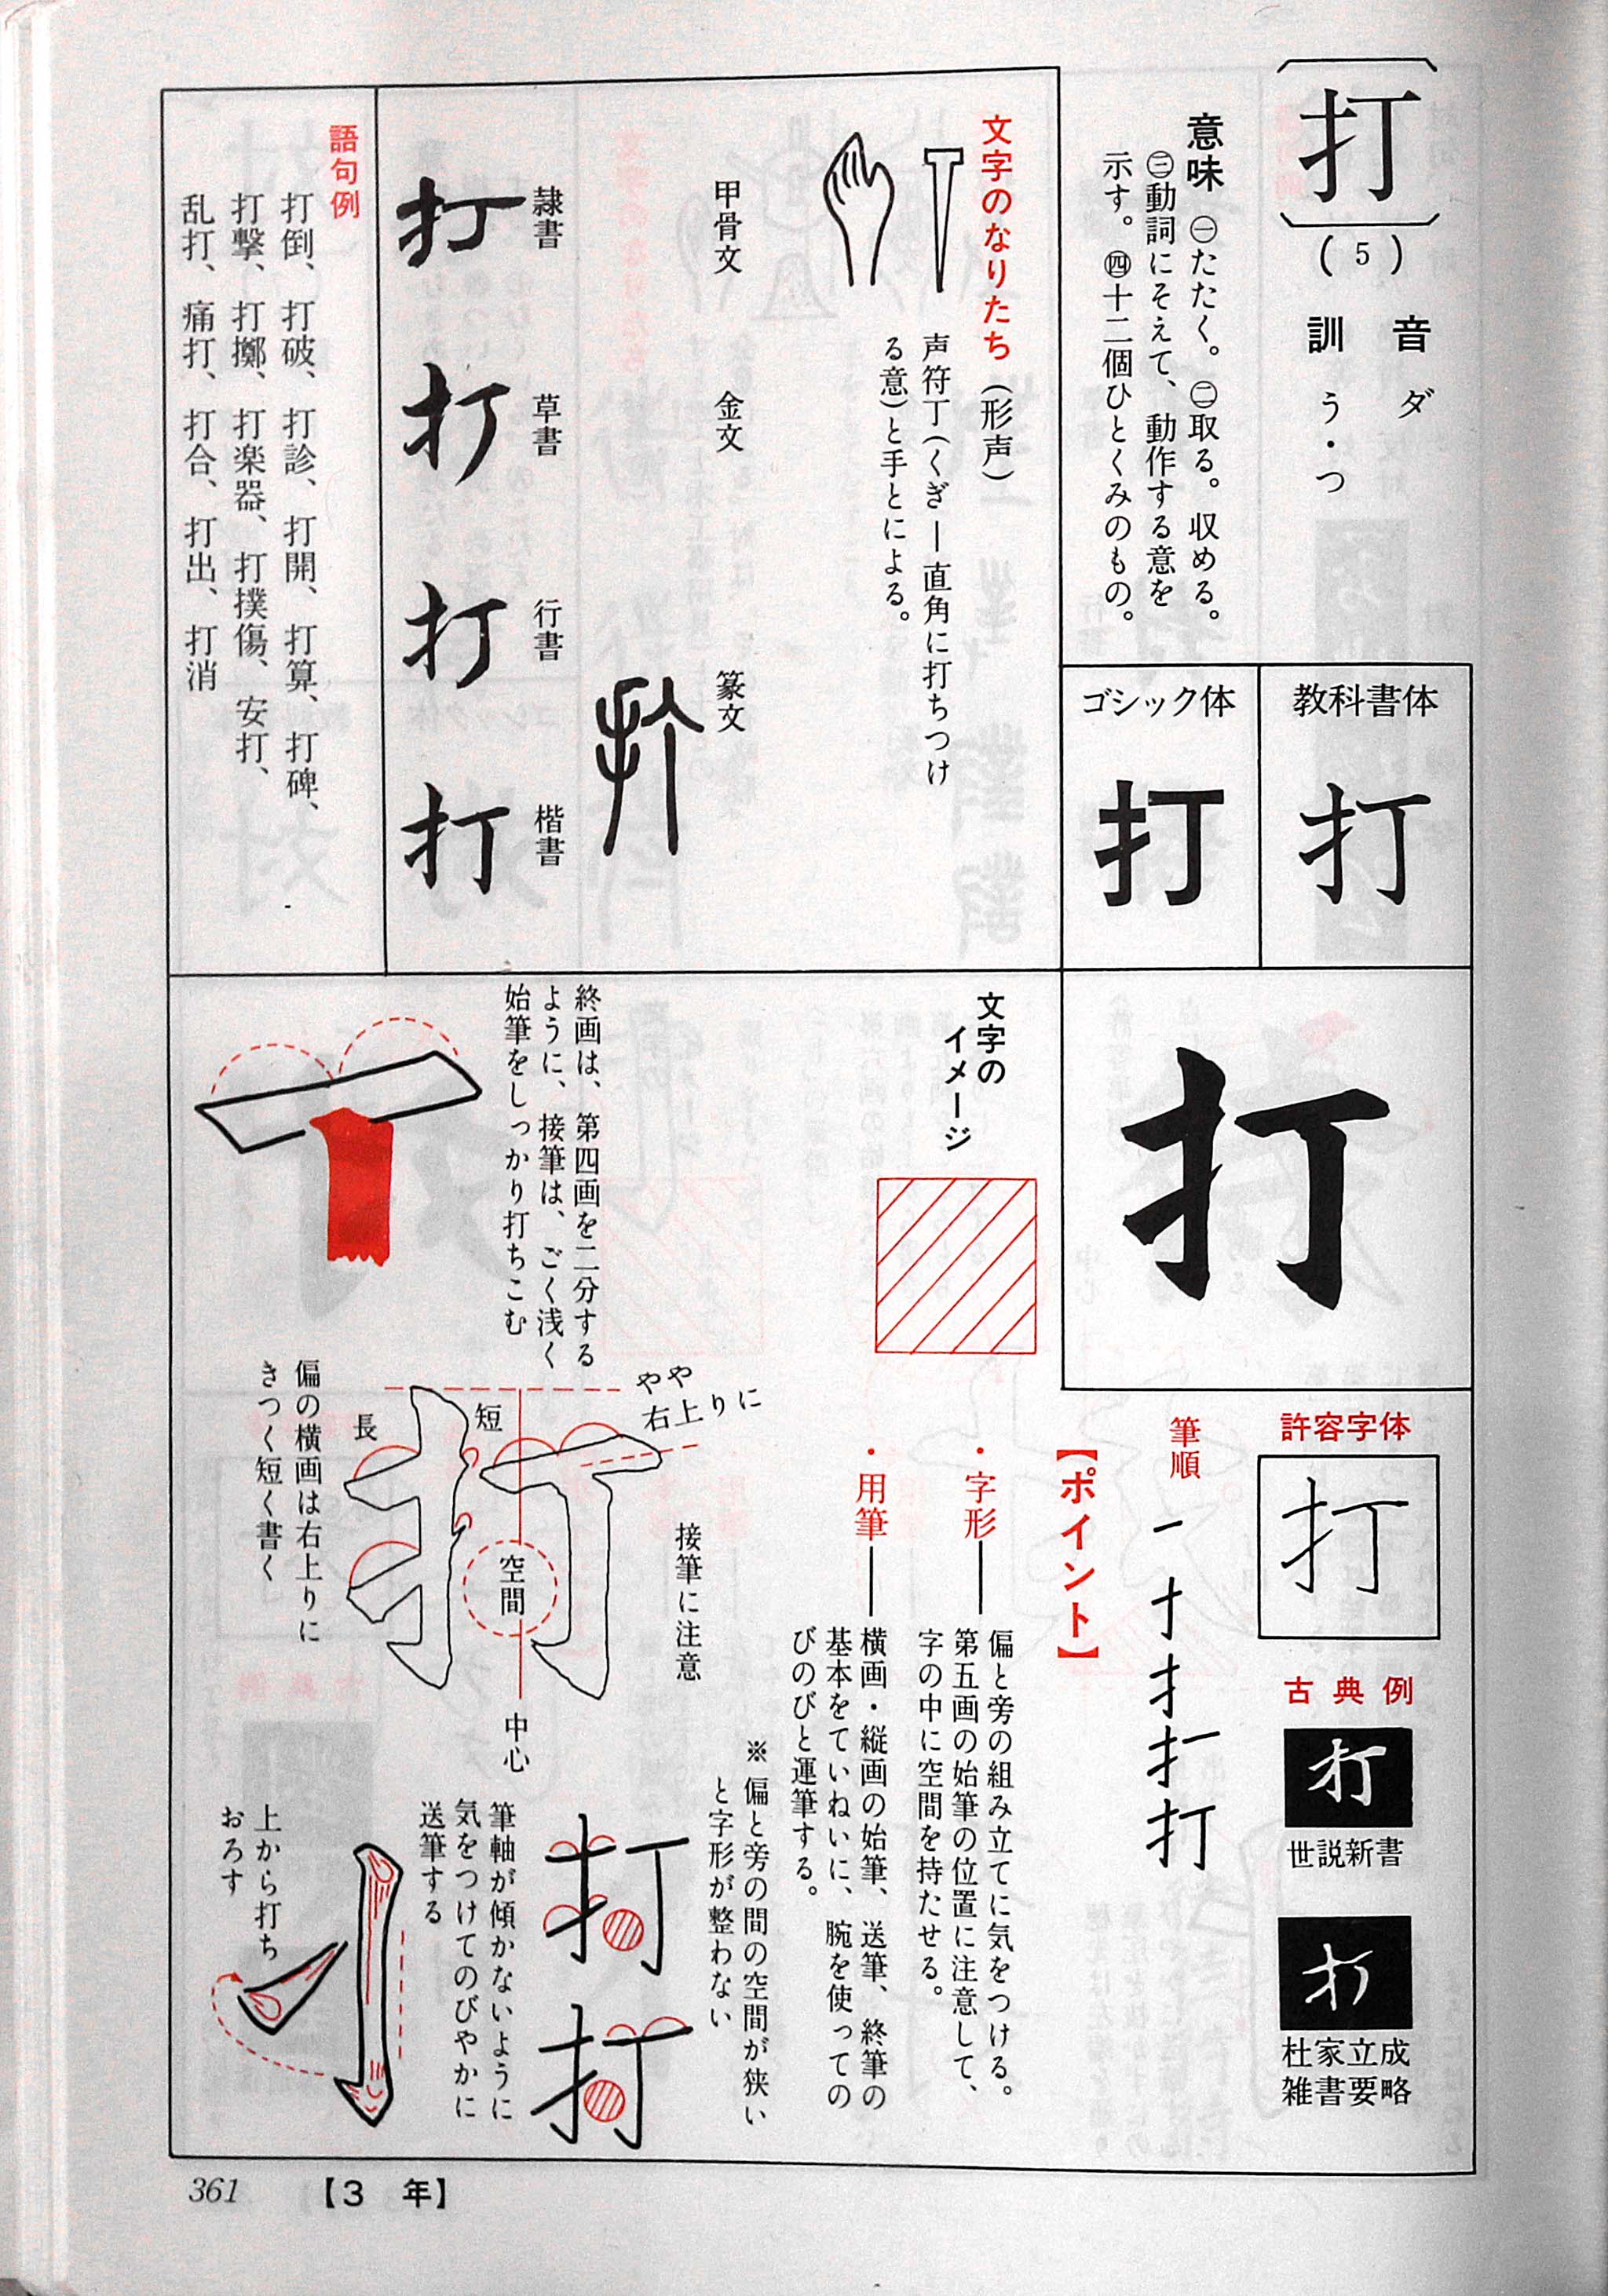 打
(5)
音 ダ
訓 う・つ
意味 ㊀たたく。㊁取る。収める。
㊂動詞にそえて、動作する意を
示す。㊃十二個ひとくみのもの。
教科書体
打
ゴシック体
打
文字のなりたち(形声)
声符丁(くぎ―直角に打ちつけ
る意)と手とによる。
甲骨文
金文
篆文
隷書
打
草書
打
行書
打
楷書
打
語句例
打倒、打破、打診、打開、打算、打碑、
打撃、打擲、打楽器、打撲傷、安打、
乱打、痛打、打合、打出、打消
打
文字の
イメージ
許容字体
打
古典例
打
世説新書
打
杜家立成
雑書要略
筆順
打
【ポイント】
・字形――偏と旁の組み立てに気をつける。
第五画の始筆の位置に注意して、
字の中に空間を持たせる。
・用筆――横画・縦画の始筆、送筆、終筆の
基本をていねいに、腕を使っての
びのびと運筆する。
※偏と旁の間の空間が狭い
と字形が整わない
打
打
終画は、第四画を二分する
ように、接筆は、ごく浅く
始筆をしっかり打ちこむ
やや
右上りに
短
長
空間
中心
接筆に注意
偏の横画は右上りに
きつく短く書く
筆軸が傾かないように
気をつけてのびやかに
送筆する
上から打ち
おろす
361
【3 年】